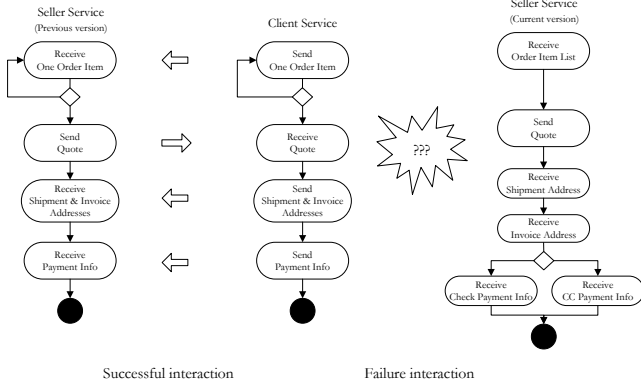 Seller Service
(Previous version)
Receive
One Order Item
Send
Quote
Receive
Shipment & Invoice
Addresses
Receive
Payment Info
Client Service
Send
One Order Item
Receive
Quote
Send
Shipment & Invoice
Addresses
Send
Payment Info
???
Seller Service
(Current version)
Receive
Order Item List
Send
Quote
Receive
Shipment Address
Receive
Invoice Address
Receive
Check Payment Info
Receive
CC Payment Info
Successful interaction
Failure interaction